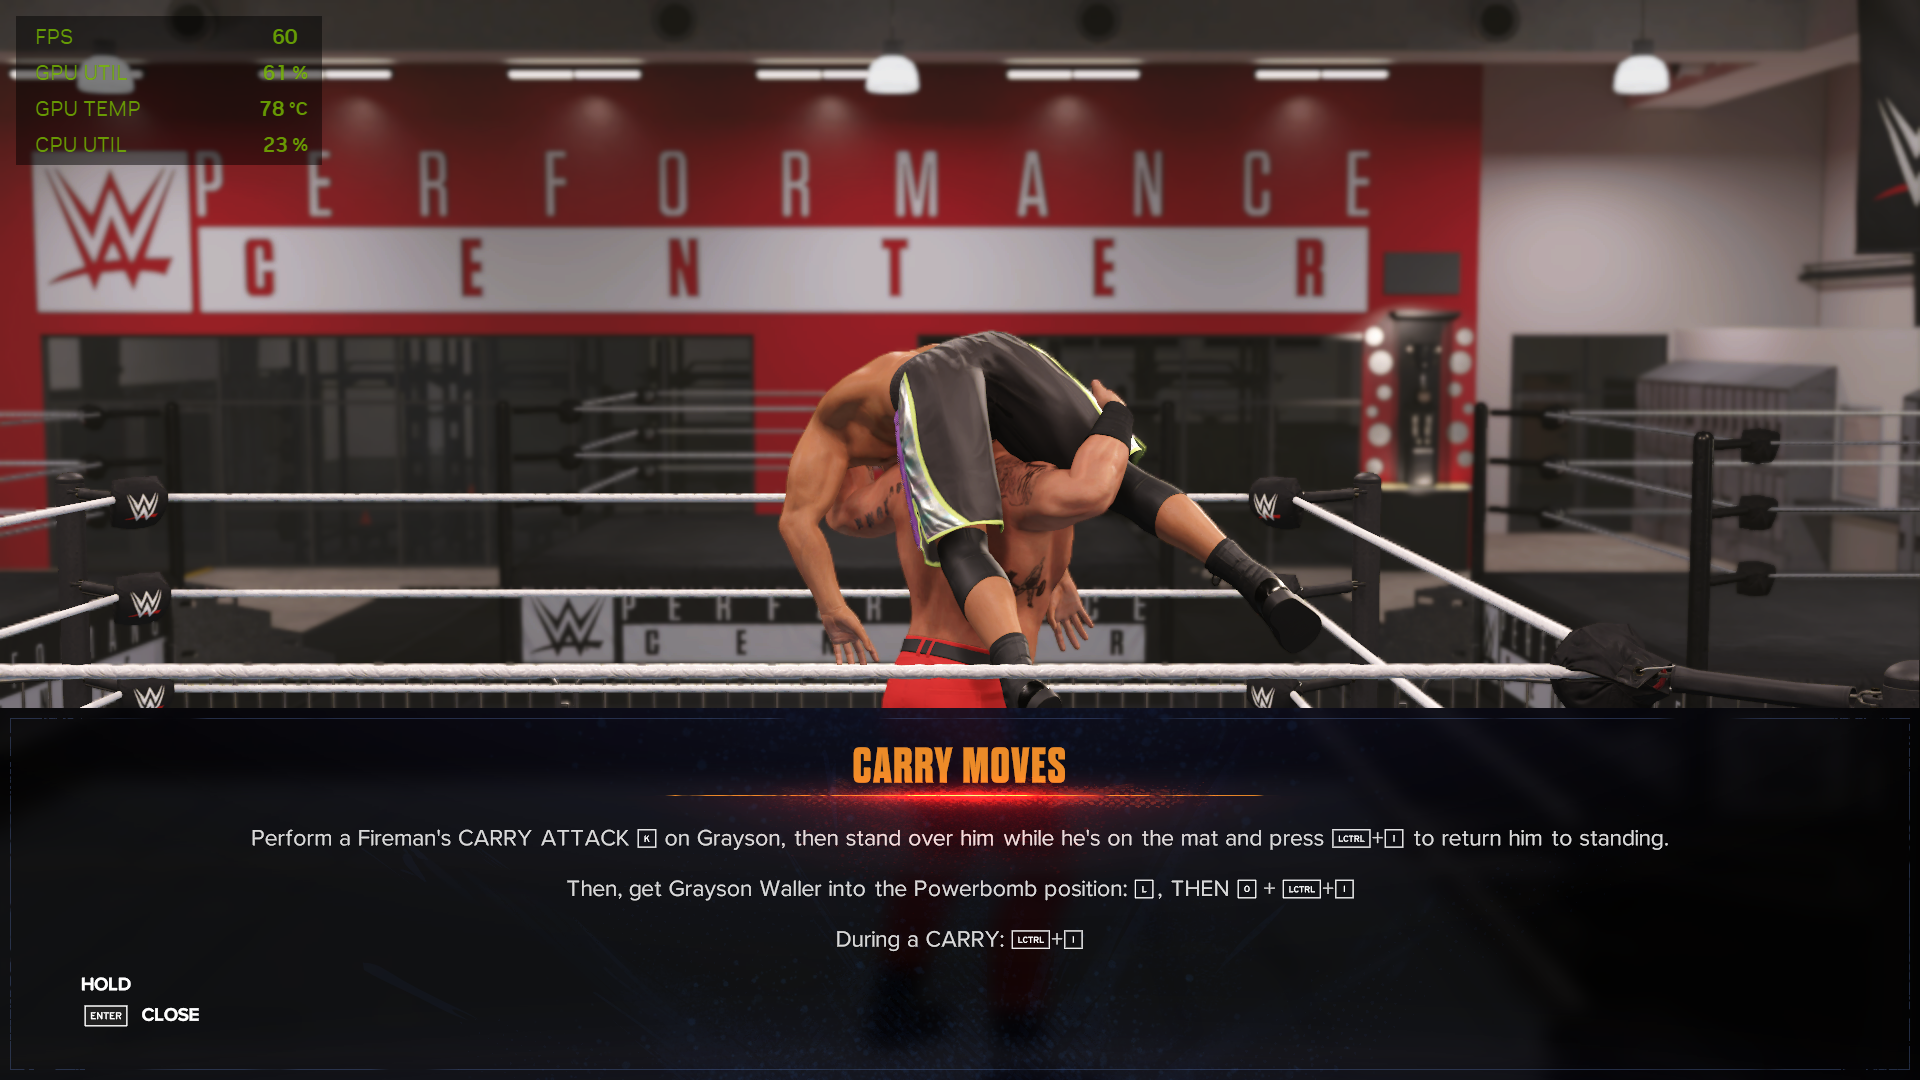 FPS 60
GPU UTIL 61 %
GPU TEMP 78 °C
CPU UTIL 23 %
PERFORMANCE
CENTER
CARRY MOVES
Perform a Fireman's CARRY ATTACK K on Grayson, then stand over him while he's on the mat and press LCTRL+I to return him to standing.
Then, get Grayson Waller into the Powerbomb position: L, THEN O + LCTRL+I
During a CARRY: LCTRL+I
HOLD
ENTER CLOSE